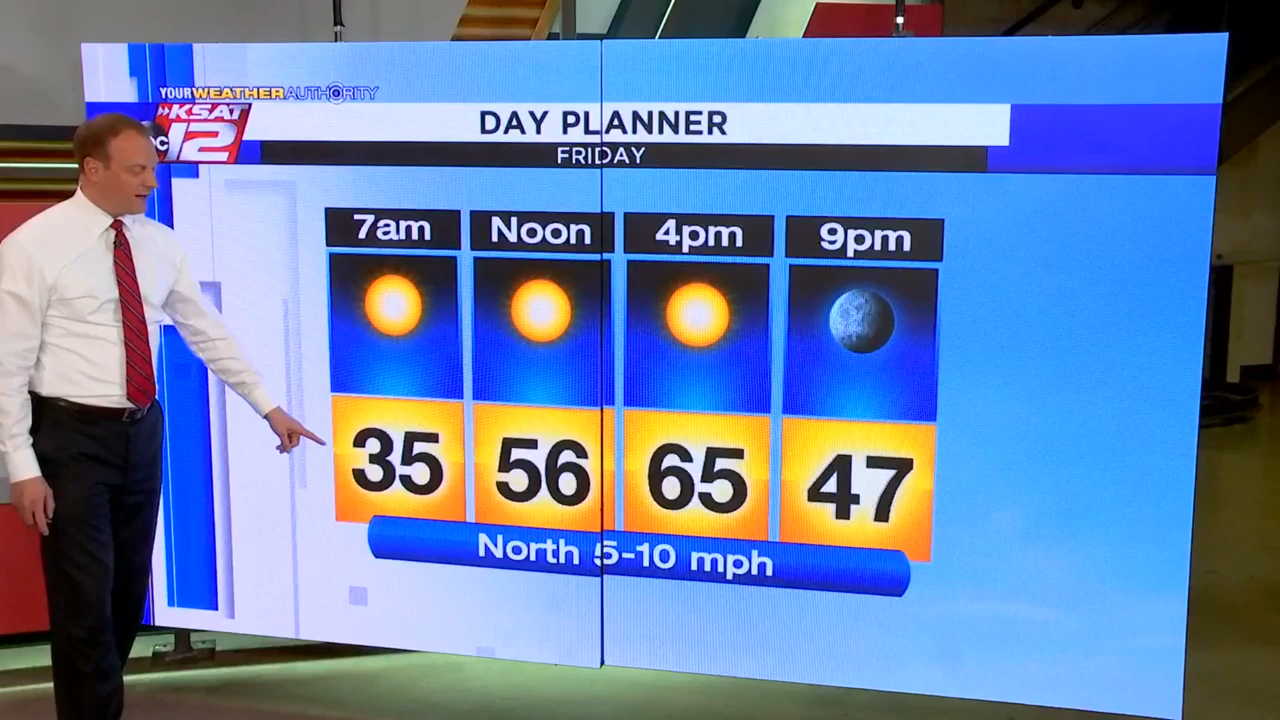 YOUR WEATHER AUTHORITY
KSAT
12
DAY PLANNER
FRIDAY
7am Noon 4pm 9pm
35 56 65 47
North 5-10 mph